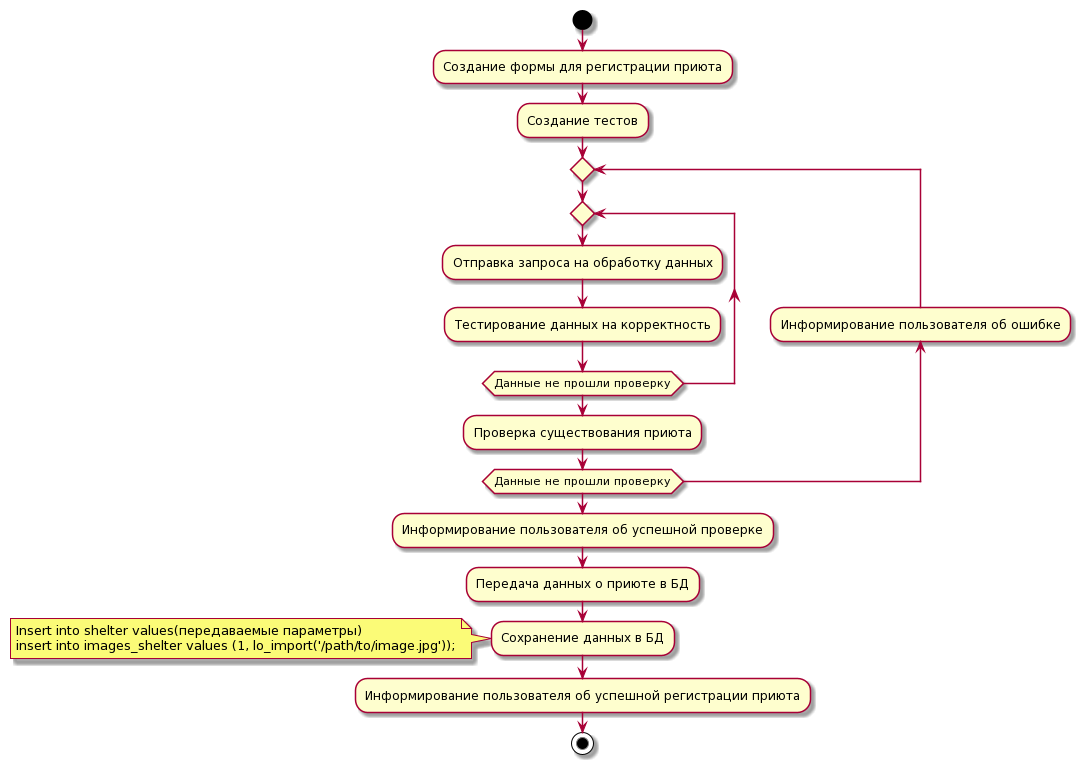 Создание формы для регистрации приюта
Создание тестов
Отправка запроса на обработку данных
Тестирование данных на корректность
Информирование пользователя об ошибке
Данные не прошли проверку
Проверка существования приюта
Данные не прошли проверку
Информирование пользователя об успешной проверке
Передача данных о приюте в БД
Insert into shelter values(передаваемые параметры)
insert into images_shelter values (1, lo_import('/path/to/image.jpg'));
Сохранение данных в БД
Информирование пользователя об успешной регистрации приюта